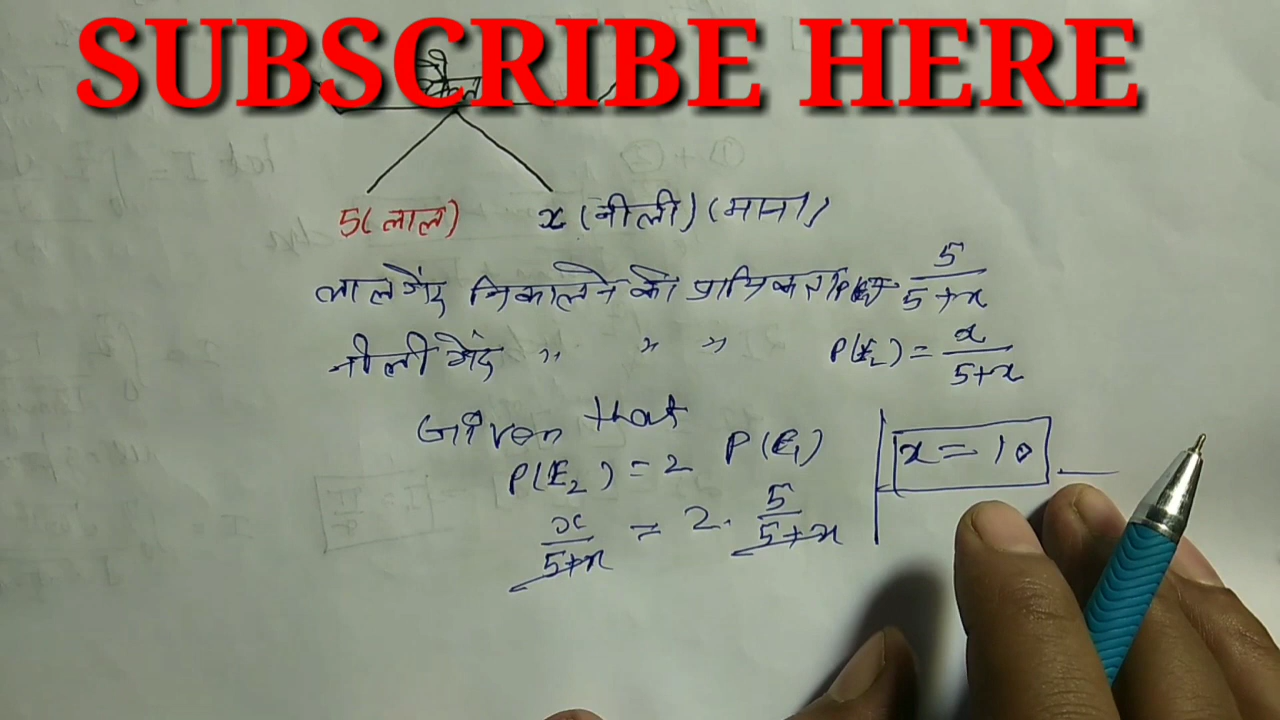 SUBSCRIBE HERE
5(लाल) x (नीली) (माना)
लाल गेंद निकालने की प्रायिकता P(E₁) = 5/(5+x)
नीली गेंद " " " P(E₂) = x/(5+x)
Given that
P(E₂) = 2 P(E₁)
x/(5+x) = 2. 5/(5+x)
x = 10